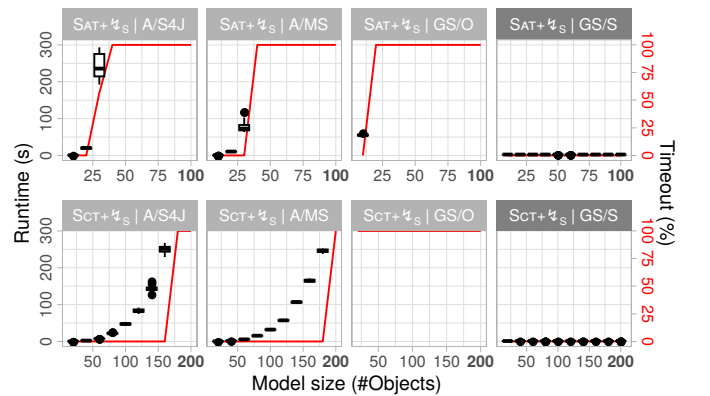 SAT+↯S | A/S4J
SAT+↯S | A/MS
SAT+↯S | GS/O
SAT+↯S | GS/S
300
200
100
0
100
75
50
25
0
25 50 75 100
25 50 75 100
25 50 75 100
25 50 75 100
Runtime (s)
Timeout (%)
SCT+↯S | A/S4J
SCT+↯S | A/MS
SCT+↯S | GS/O
SCT+↯S | GS/S
300
200
100
0
100
75
50
25
0
50 100 150 200
50 100 150 200
50 100 150 200
50 100 150 200
Model size (#Objects)